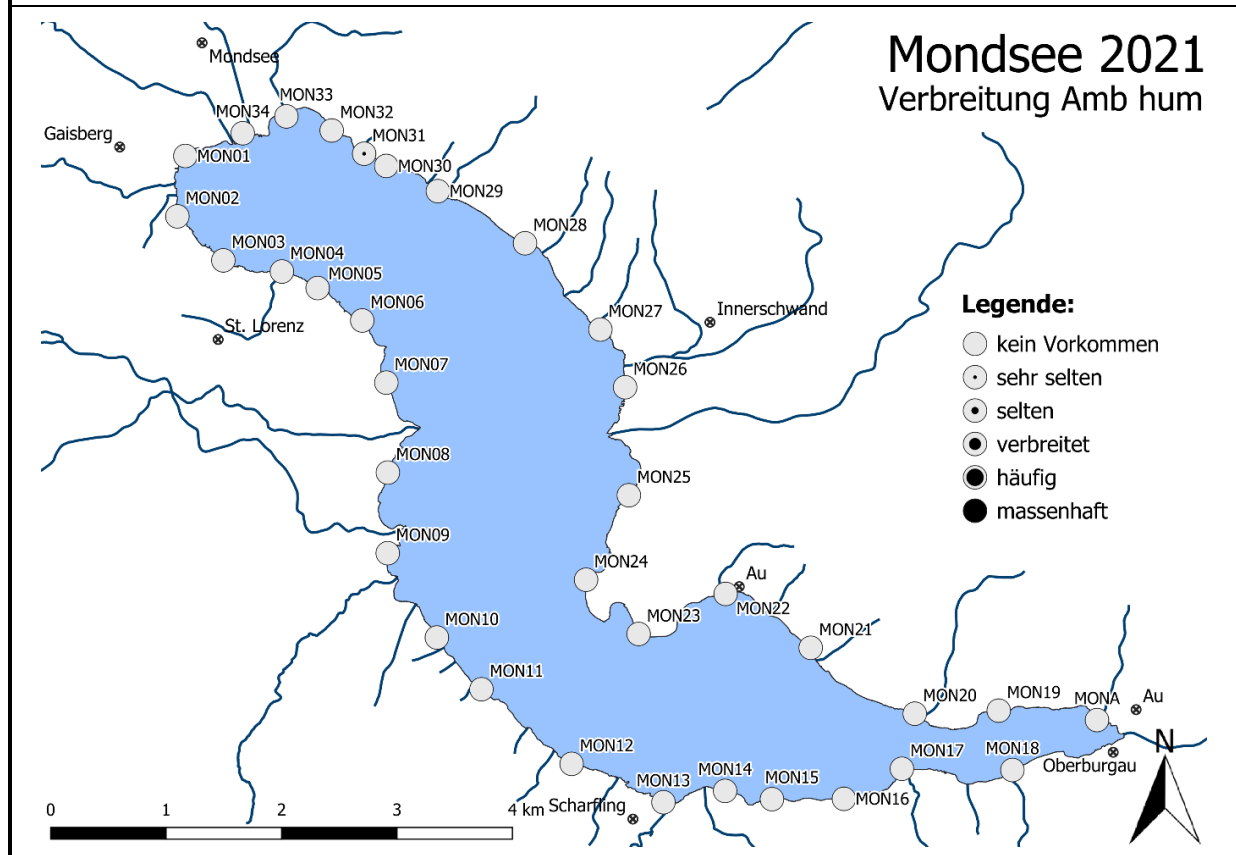 Mondsee 2021
Verbreitung Amb hum
Mondsee
MON33
MON34
MON32
Gaisberg
MON31
MON01
MON30
MON29
MON02
MON28
MON03
MON04
MON05
MON06
St. Lorenz
MON27
Innerschwand
MON07
MON26
MON08
MON25
MON09
MON24
Au
MON22
MON10
MON23
MON21
MON11
MON20
MON19
MONA
Au
MON12
MON17
MON18
Oberburgau
MON13
MON14
MON15
MON16
Scharfling
Legende:
kein Vorkommen
sehr selten
selten
verbreitet
häufig
massenhaft
N
0 1 2 3 4 km